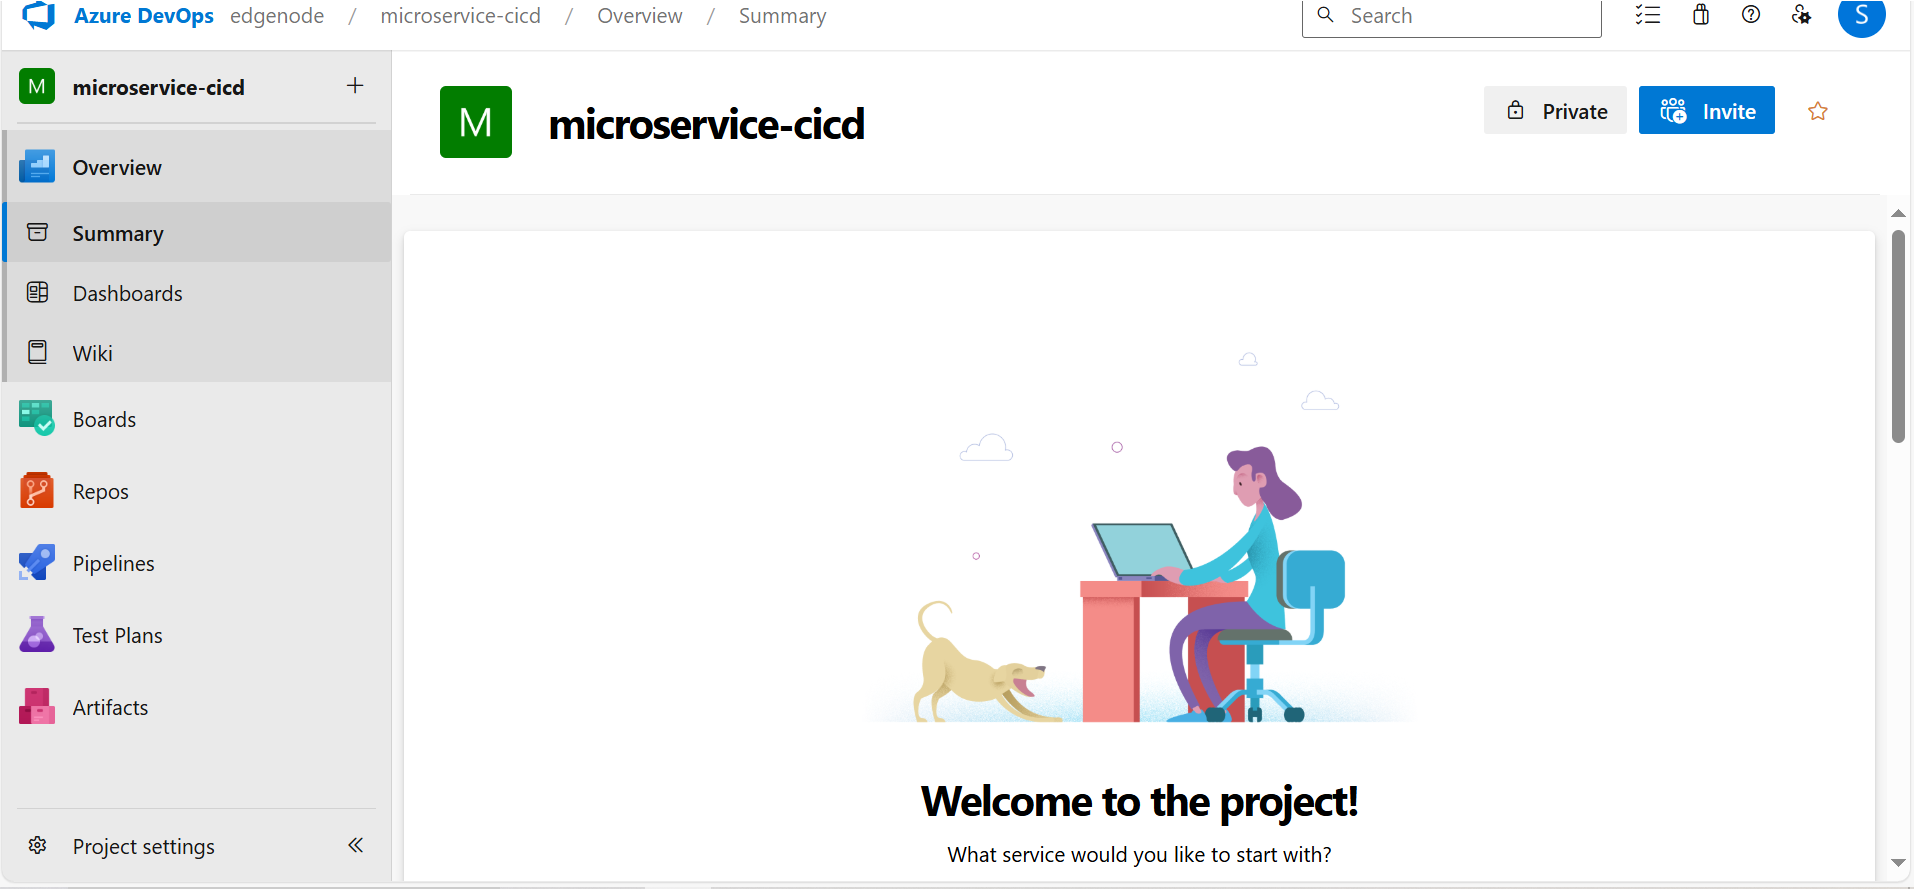 Azure DevOps edgenode / microservice-cicd / Overview / Summary
Search
S
M microservice-cicd +
Overview
Summary
Dashboards
Wiki
Boards
Repos
Pipelines
Test Plans
Artifacts
Project settings
M microservice-cicd
Private
Invite
Welcome to the project!
What service would you like to start with?